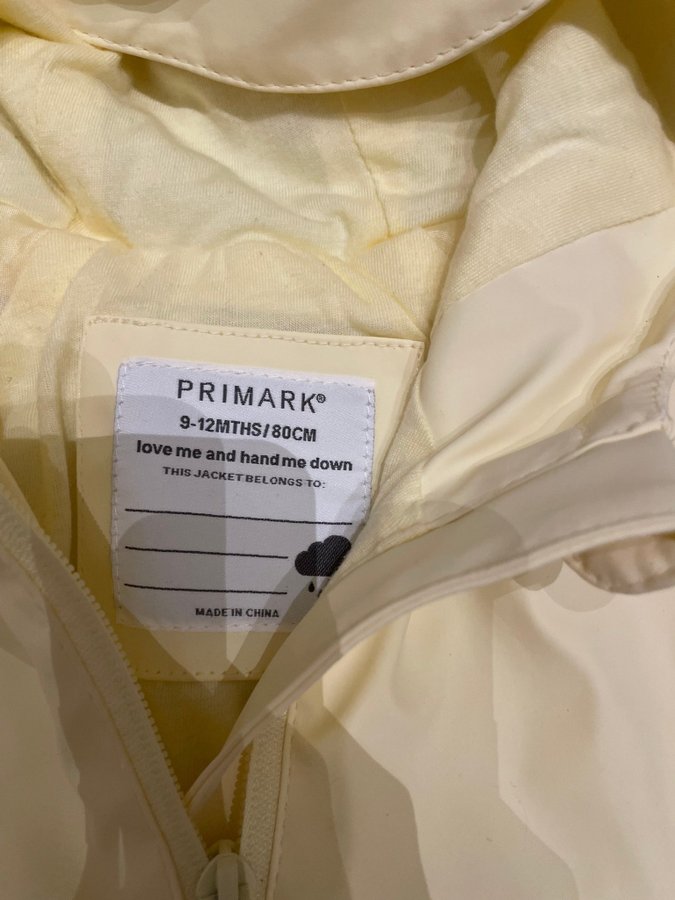 PRIMARK®
9-12MTHS/80CM
love me and hand me down
THIS JACKET BELONGS TO:
MADE IN CHINA